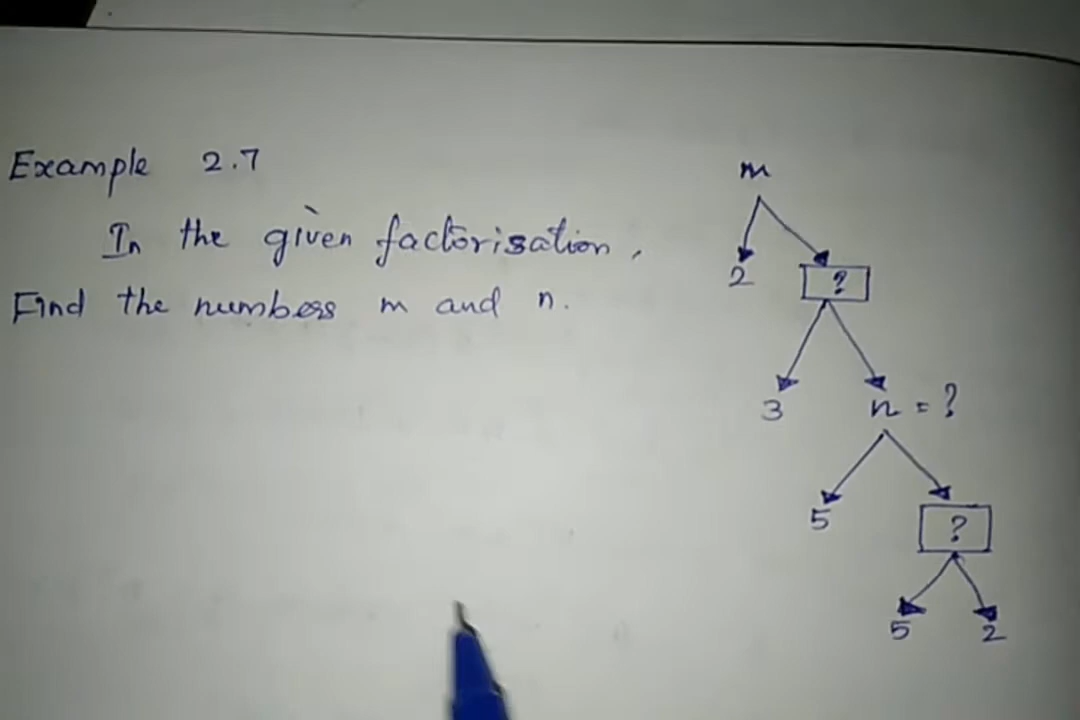 Example 2.7
In the given factorisation,
Find the numbers m and n.
m
2 ?
3 n = ?
5 ?
5 2